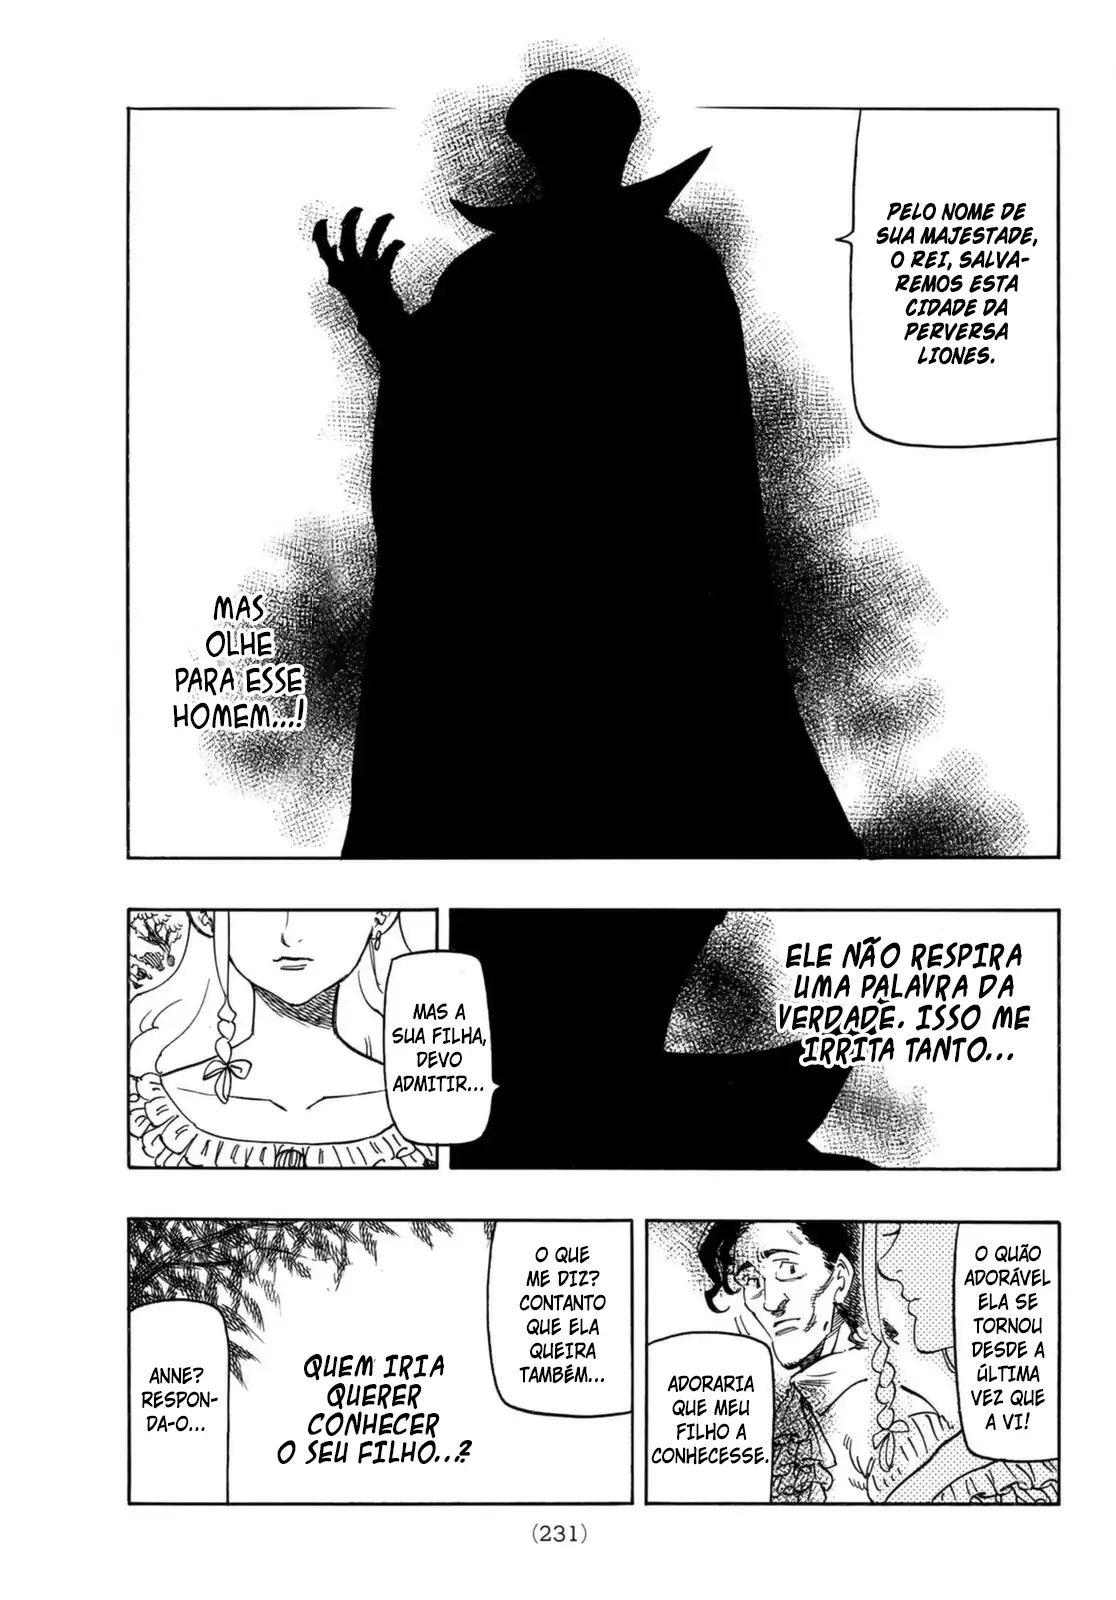 PELO NOME DE
SUA MAJESTADE,
O REI, SALVA-
REMOS ESTA
CIDADE DA
PERVERSA
LIONES.
MAS
OLHE
PARA ESSE
HOMEM...!
ELE NÃO RESPIRA
UMA PALAVRA DA
VERDADE. ISSO ME
IRRITA TANTO...
MAS A
SUA FILHA,
DEVO
ADMITIR...
O QUÃO
ADORÁVEL
ELA SE
TORNOU
DESDE A
ÚLTIMA
VEZ QUE
A VI!
ADORARIA
QUE MEU
FILHO A
CONHECESSE.
O QUE
ME DIZ?
CONTANTO
QUE ELA
QUEIRA
TAMBÉM...
QUEM IRIA
QUERER
CONHECER
O SEU FILHO...?
ANNE?
RESPON-
DA-O...
(231)